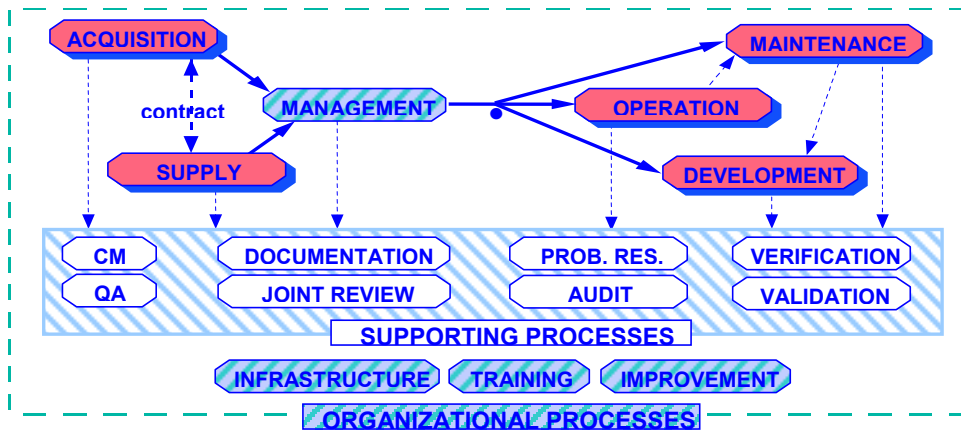 ACQUISITION
MAINTENANCE
contract
MANAGEMENT
OPERATION
SUPPLY
DEVELOPMENT
CM
DOCUMENTATION
PROB. RES.
VERIFICATION
QA
JOINT REVIEW
AUDIT
VALIDATION
SUPPORTING PROCESSES
INFRASTRUCTURE
TRAINING
IMPROVEMENT
ORGANIZATIONAL PROCESSES